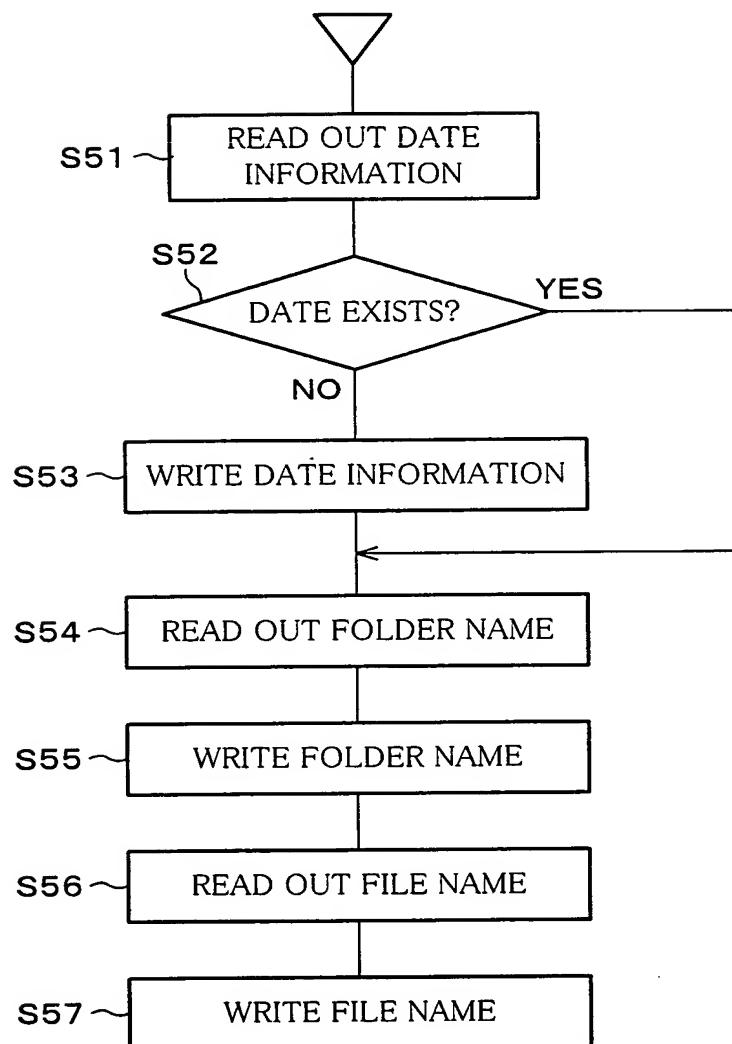 S51
READ OUT DATE
INFORMATION
S52
DATE EXISTS?
YES
NO
S53
WRITE DATE INFORMATION
S54
READ OUT FOLDER NAME
S55
WRITE FOLDER NAME
S56
READ OUT FILE NAME
S57
WRITE FILE NAME